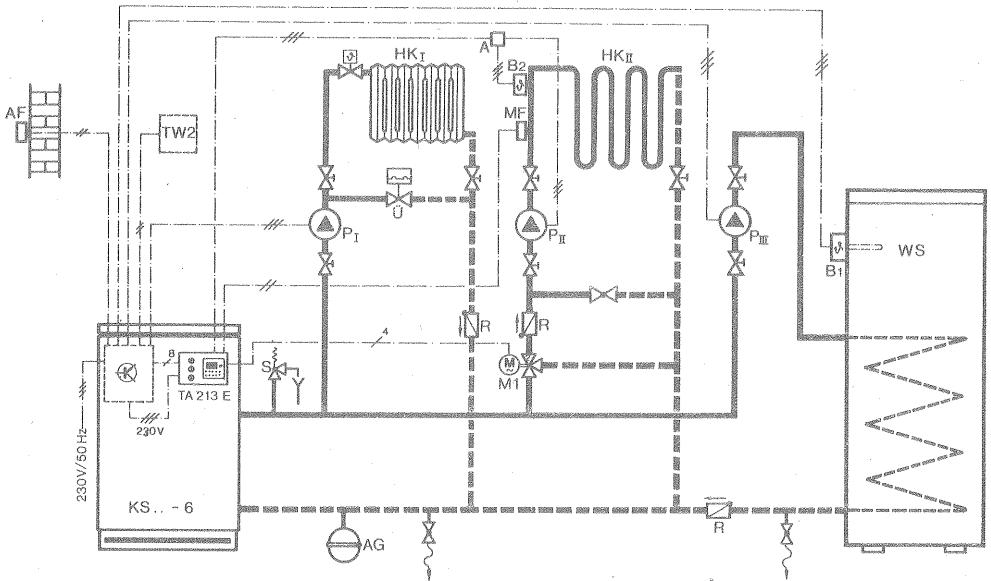 HK I
A
HK II
B2
AF
TW2
MF
Ü
P I
P II
P III
WS
B1
R
R
4
8
S
M
~
M1
TA 213 E
230V
230V/50 Hz
KS.. - 6
AG
R